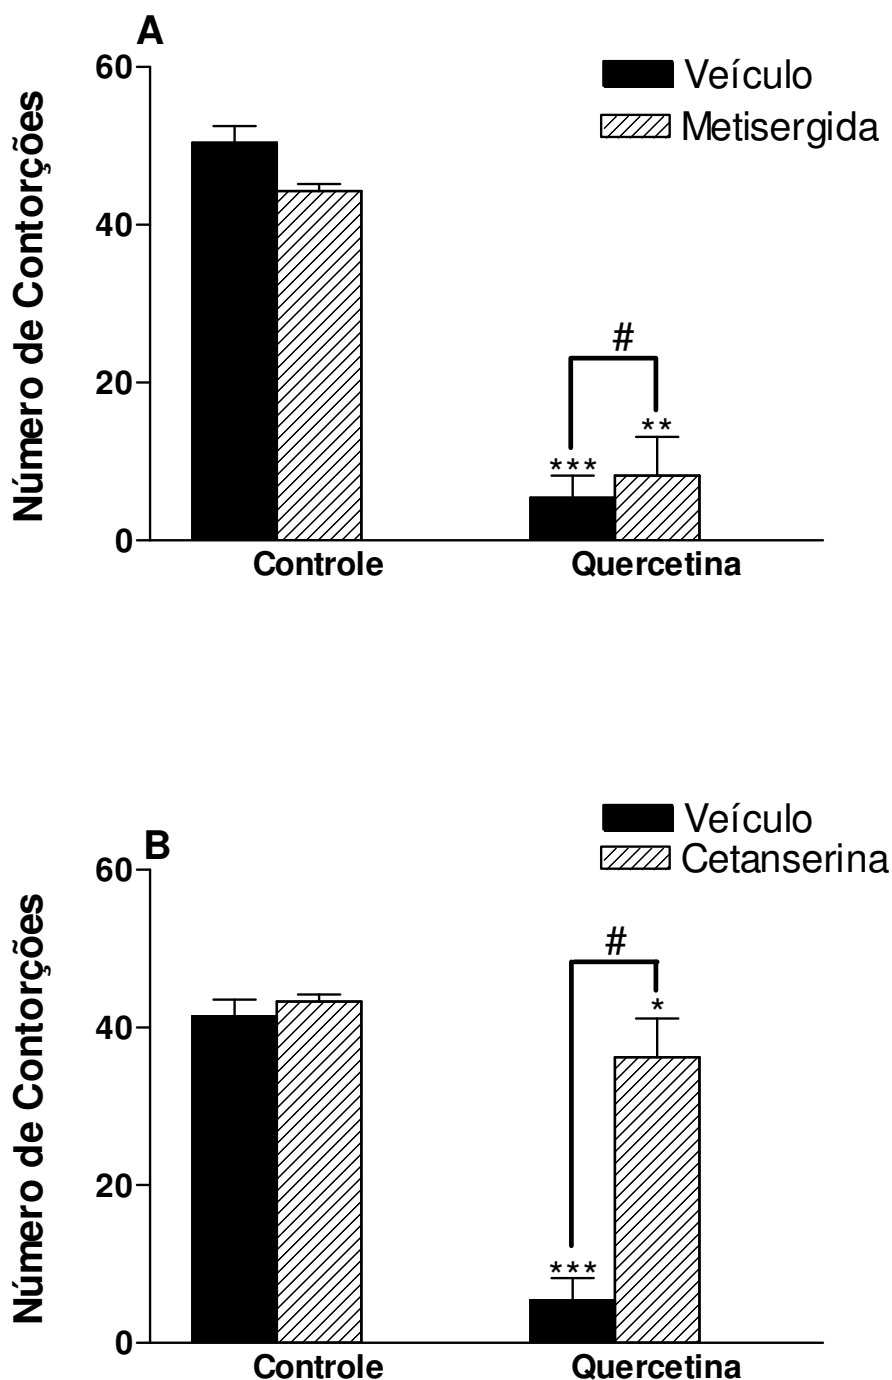 A
Veículo
Metisergida
Número de Contorções
60
40
20
0
#
**
***
Controle
Quercetina
Veículo
Cetanserina
B
Número de Contorções
60
40
20
0
#
*
***
Controle
Quercetina